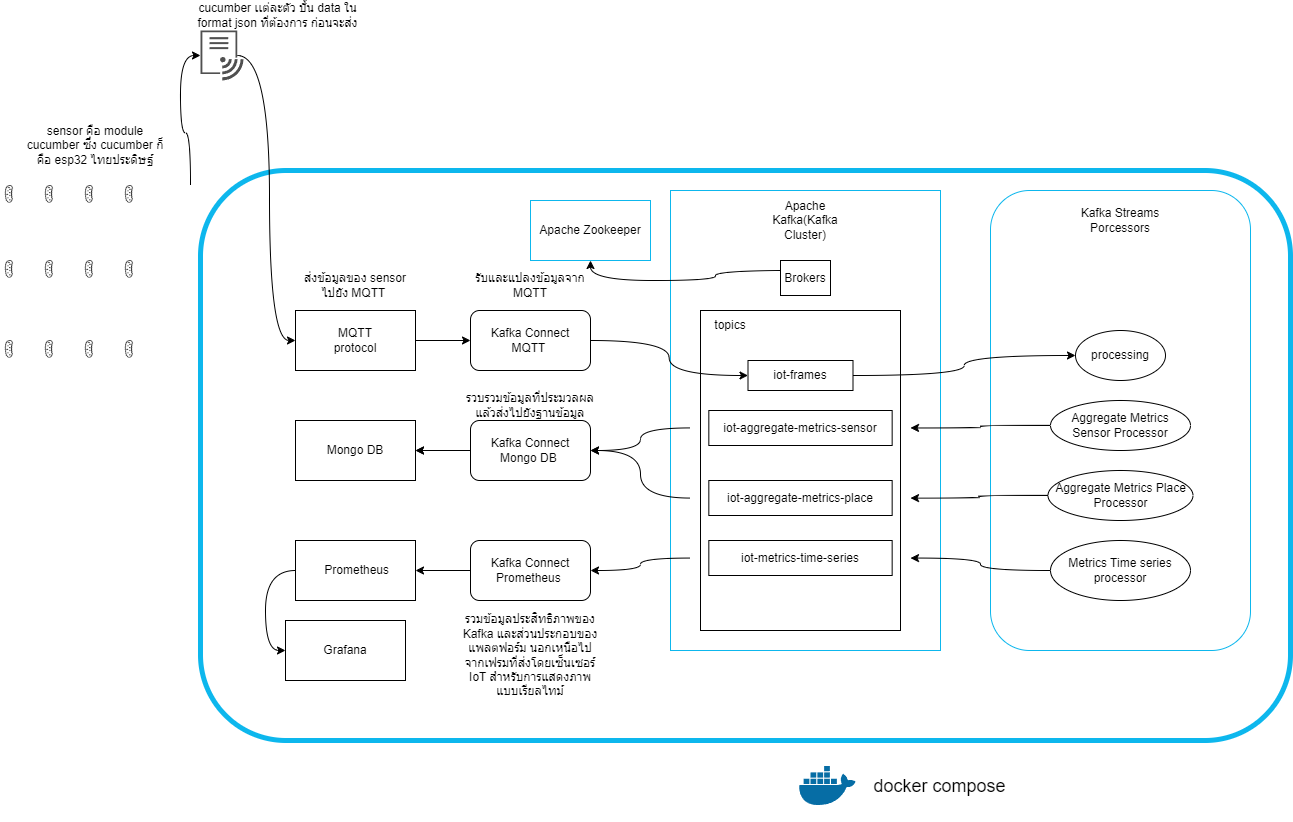 cucumber แต่ละตัว ปั้น data ใน
format json ที่ต้องการ ก่อนจะส่ง
sensor คือ module
cucumber ซึ่ง cucumber ก็
คือ esp32 ไทยประดิษฐ์
Apache Zookeeper
Apache
Kafka(Kafka
Cluster)
Brokers
Kafka Streams
Porcessors
ส่งข้อมูลของ sensor
ไปยัง MQTT
MQTT
protocol
รับและแปลงข้อมูลจาก
MQTT
Kafka Connect
MQTT
topics
iot-frames
processing
รวบรวมข้อมูลที่ประมวลผล
แล้วส่งไปยังฐานข้อมูล
Mongo DB
Kafka Connect
Mongo DB
iot-aggregate-metrics-sensor
Aggregate Metrics
Sensor Processor
iot-aggregate-metrics-place
Aggregate Metrics Place
Processor
Prometheus
Kafka Connect
Prometheus
iot-metrics-time-series
Metrics Time series
processor
Grafana
รวมข้อมูลประสิทธิภาพของ
Kafka และส่วนประกอบของ
แพลตฟอร์ม นอกเหนือไป
จากเฟรมที่ส่งโดยเซ็นเซอร์
IoT สำหรับการแสดงภาพ
แบบเรียลไทม์
docker compose